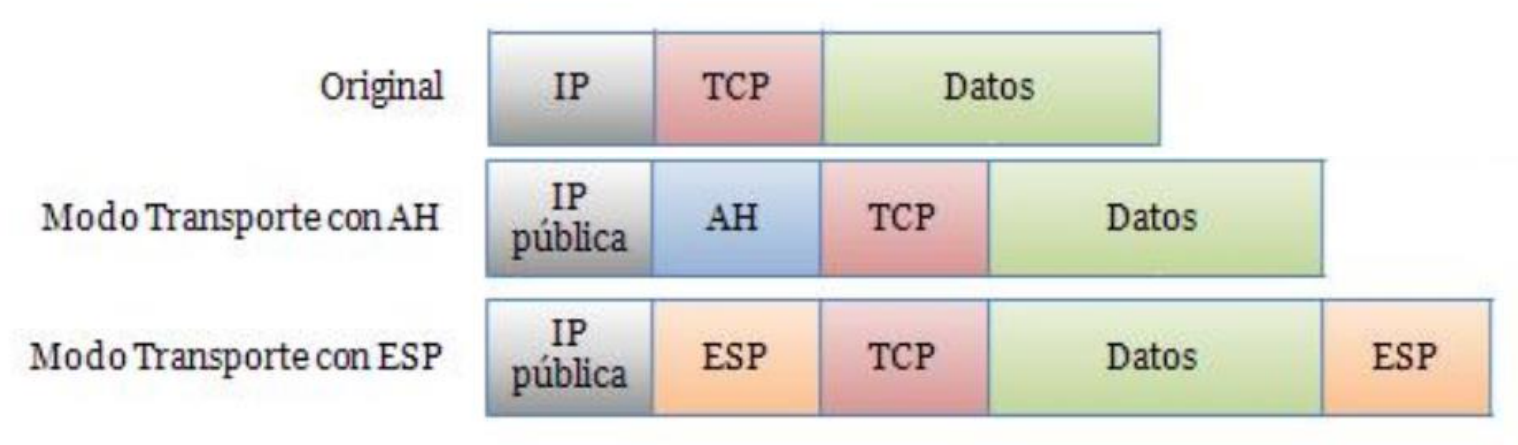 Original IP TCP Datos
Modo Transporte con AH IP pública AH TCP Datos
Modo Transporte con ESP IP pública ESP TCP Datos ESP